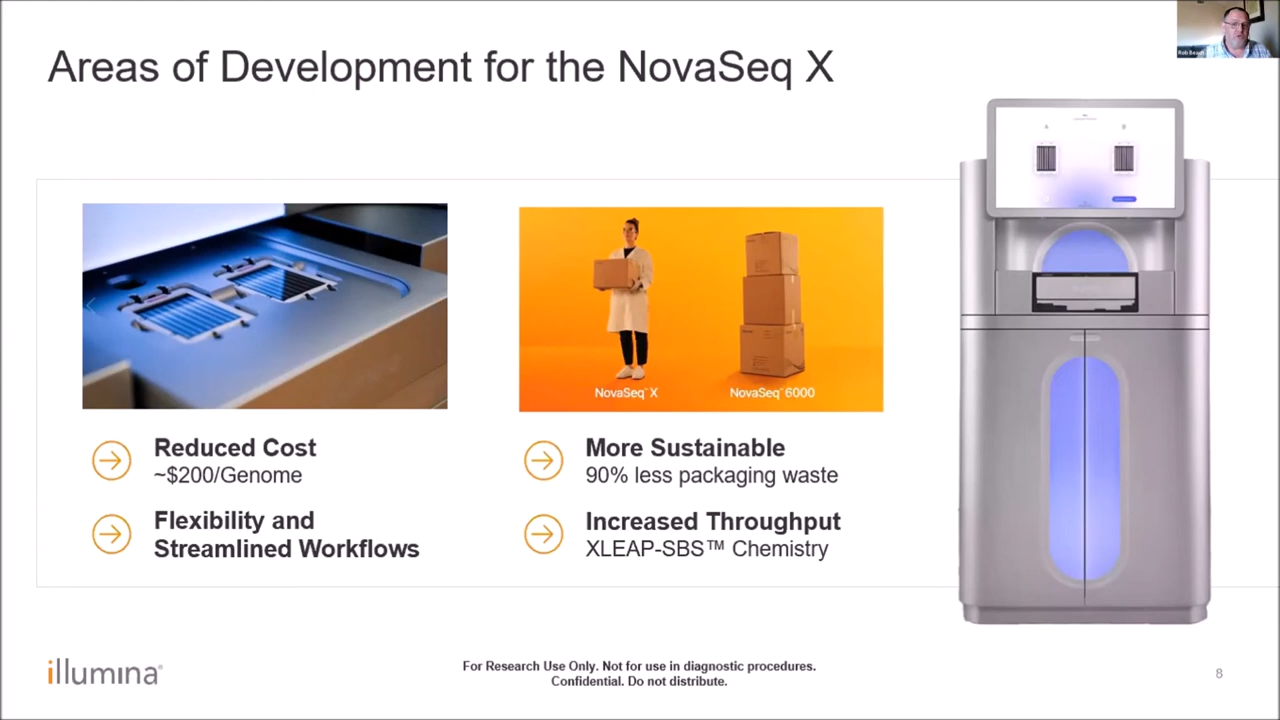 Areas of Development for the NovaSeq X
NovaSeq™ X
NovaSeq™ 6000
Reduced Cost
~$200/Genome
Flexibility and
Streamlined Workflows
More Sustainable
90% less packaging waste
Increased Throughput
XLEAP-SBS™ Chemistry
illumina®
For Research Use Only. Not for use in diagnostic procedures.
Confidential. Do not distribute.
8